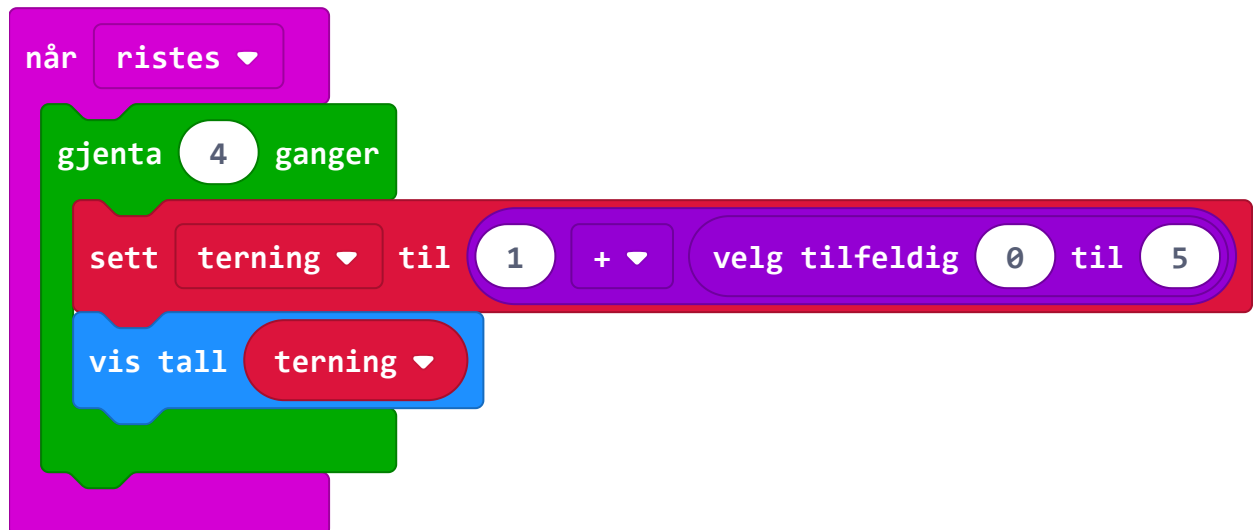 når ristes
gjenta 4 ganger
sett terning til 1 + velg tilfeldig 0 til 5
vis tall terning